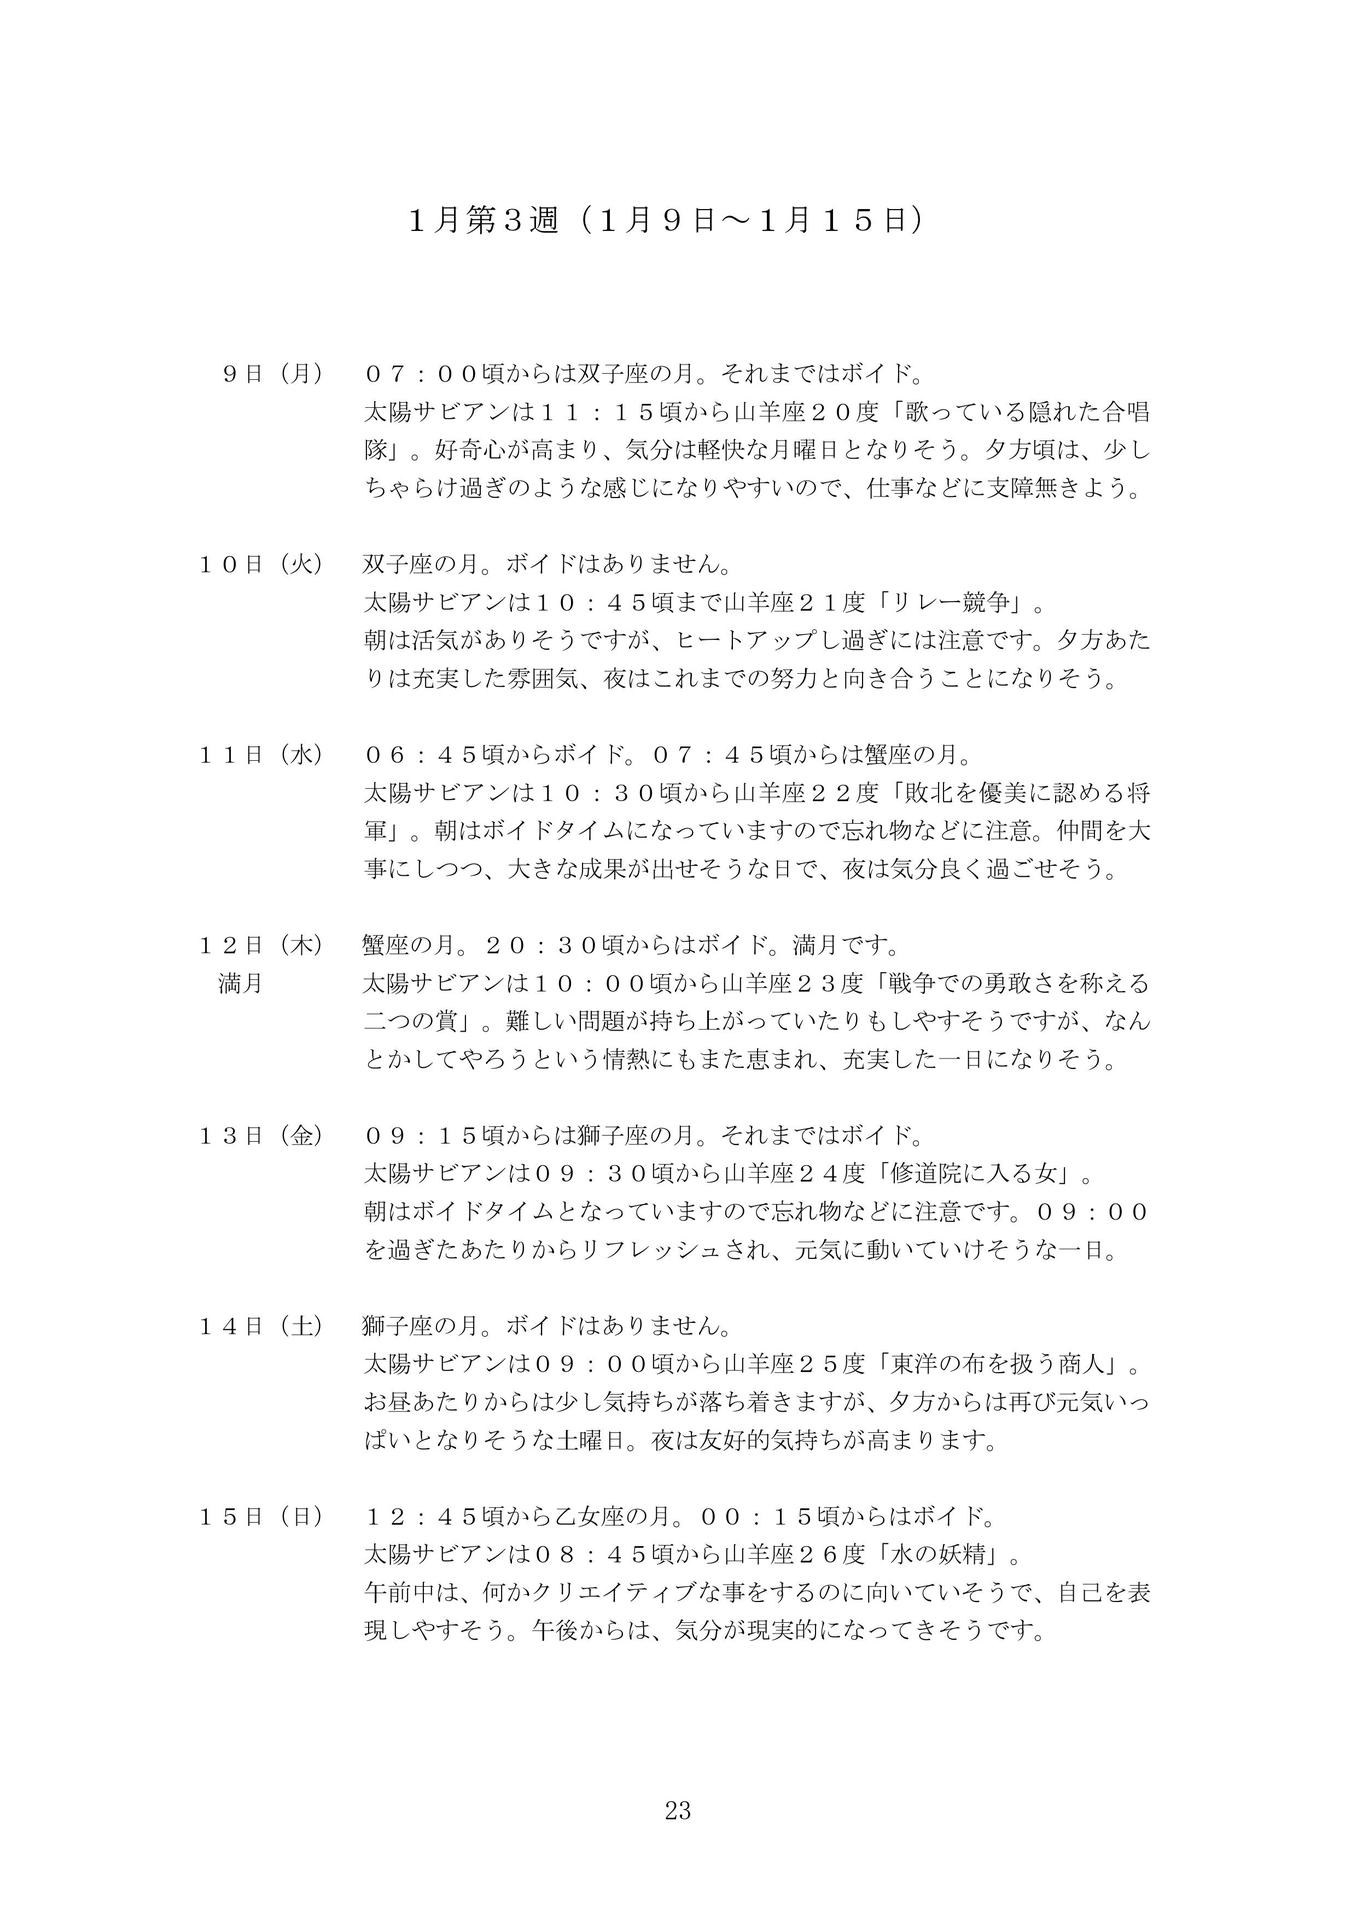 １月第３週（１月９日～１月１５日）
９日（月）　０７：００頃からは双子座の月。それまではボイド。
太陽サビアンは１１：１５頃から山羊座２０度「歌っている隠れた合唱
隊」。好奇心が高まり、気分は軽快な月曜日となりそう。夕方頃は、少し
ちゃらけ過ぎのような感じになりやすいので、仕事などに支障無きよう。
１０日（火）　双子座の月。ボイドはありません。
太陽サビアンは１０：４５頃まで山羊座２１度「リレー競争」。
朝は活気がありそうですが、ヒートアップし過ぎには注意です。夕方あた
りは充実した雰囲気、夜はこれまでの努力と向き合うことになりそう。
１１日（水）　０６：４５頃からボイド。０７：４５頃からは蟹座の月。
太陽サビアンは１０：３０頃から山羊座２２度「敗北を優美に認める将
軍」。朝はボイドタイムになっていますので忘れ物などに注意。仲間を大
事にしつつ、大きな成果が出せそうな日で、夜は気分良く過ごせそう。
１２日（木）　蟹座の月。２０：３０頃からはボイド。満月です。
満月　太陽サビアンは１０：００頃から山羊座２３度「戦争での勇敢さを称える
二つの賞」。難しい問題が持ち上がっていたりもしやすそうですが、なん
とかしてやろうという情熱にもまた恵まれ、充実した一日になりそう。
１３日（金）　０９：１５頃からは獅子座の月。それまではボイド。
太陽サビアンは０９：３０頃から山羊座２４度「修道院に入る女」。
朝はボイドタイムとなっていますので忘れ物などに注意です。０９：００
を過ぎたあたりからリフレッシュされ、元気に動いていけそうな一日。
１４日（土）　獅子座の月。ボイドはありません。
太陽サビアンは０９：００頃から山羊座２５度「東洋の布を扱う商人」。
お昼あたりからは少し気持ちが落ち着きますが、夕方からは再び元気いっ
ぱいとなりそうな土曜日。夜は友好的気持ちが高まります。
１５日（日）　１２：４５頃から乙女座の月。００：１５頃からはボイド。
太陽サビアンは０８：４５頃から山羊座２６度「水の妖精」。
午前中は、何かクリエイティブな事をするのに向いていそうで、自己を表
現しやすそう。午後からは、気分が現実的になってきそうです。
23